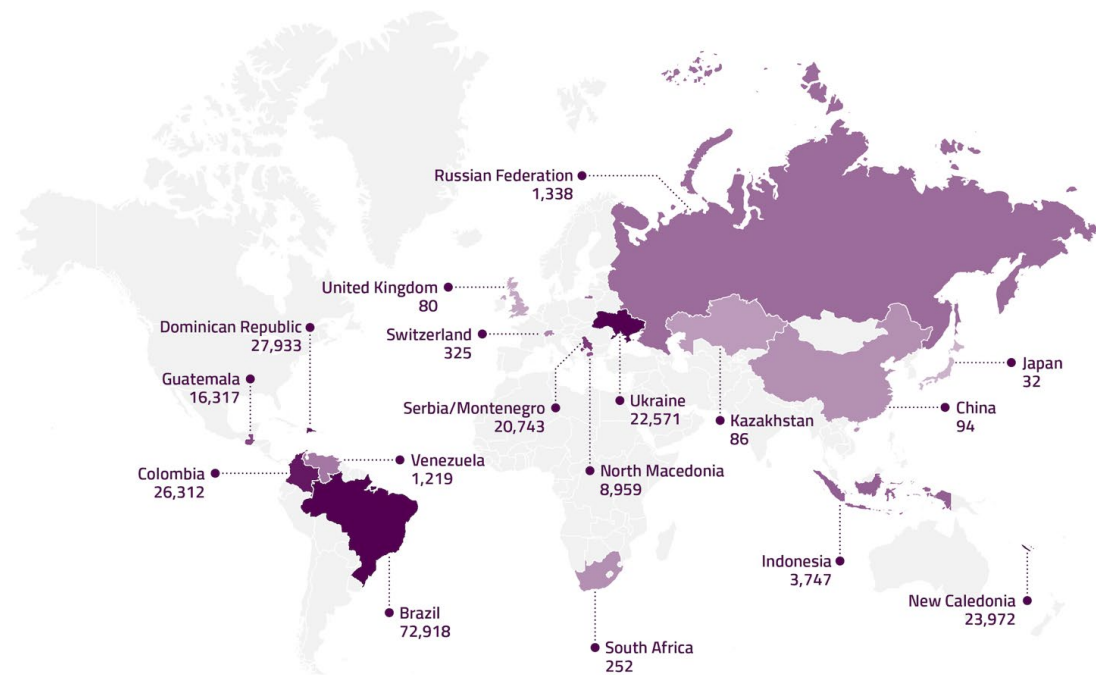 Russian Federation
1,338
United Kingdom
80
Dominican Republic
27,933
Switzerland
325
Japan
32
Guatemala
16,317
Serbia/Montenegro
20,743
Ukraine
22,571
Kazakhstan
86
China
94
Colombia
26,312
Venezuela
1,219
North Macedonia
8,959
Indonesia
3,747
New Caledonia
23,972
Brazil
72,918
South Africa
252